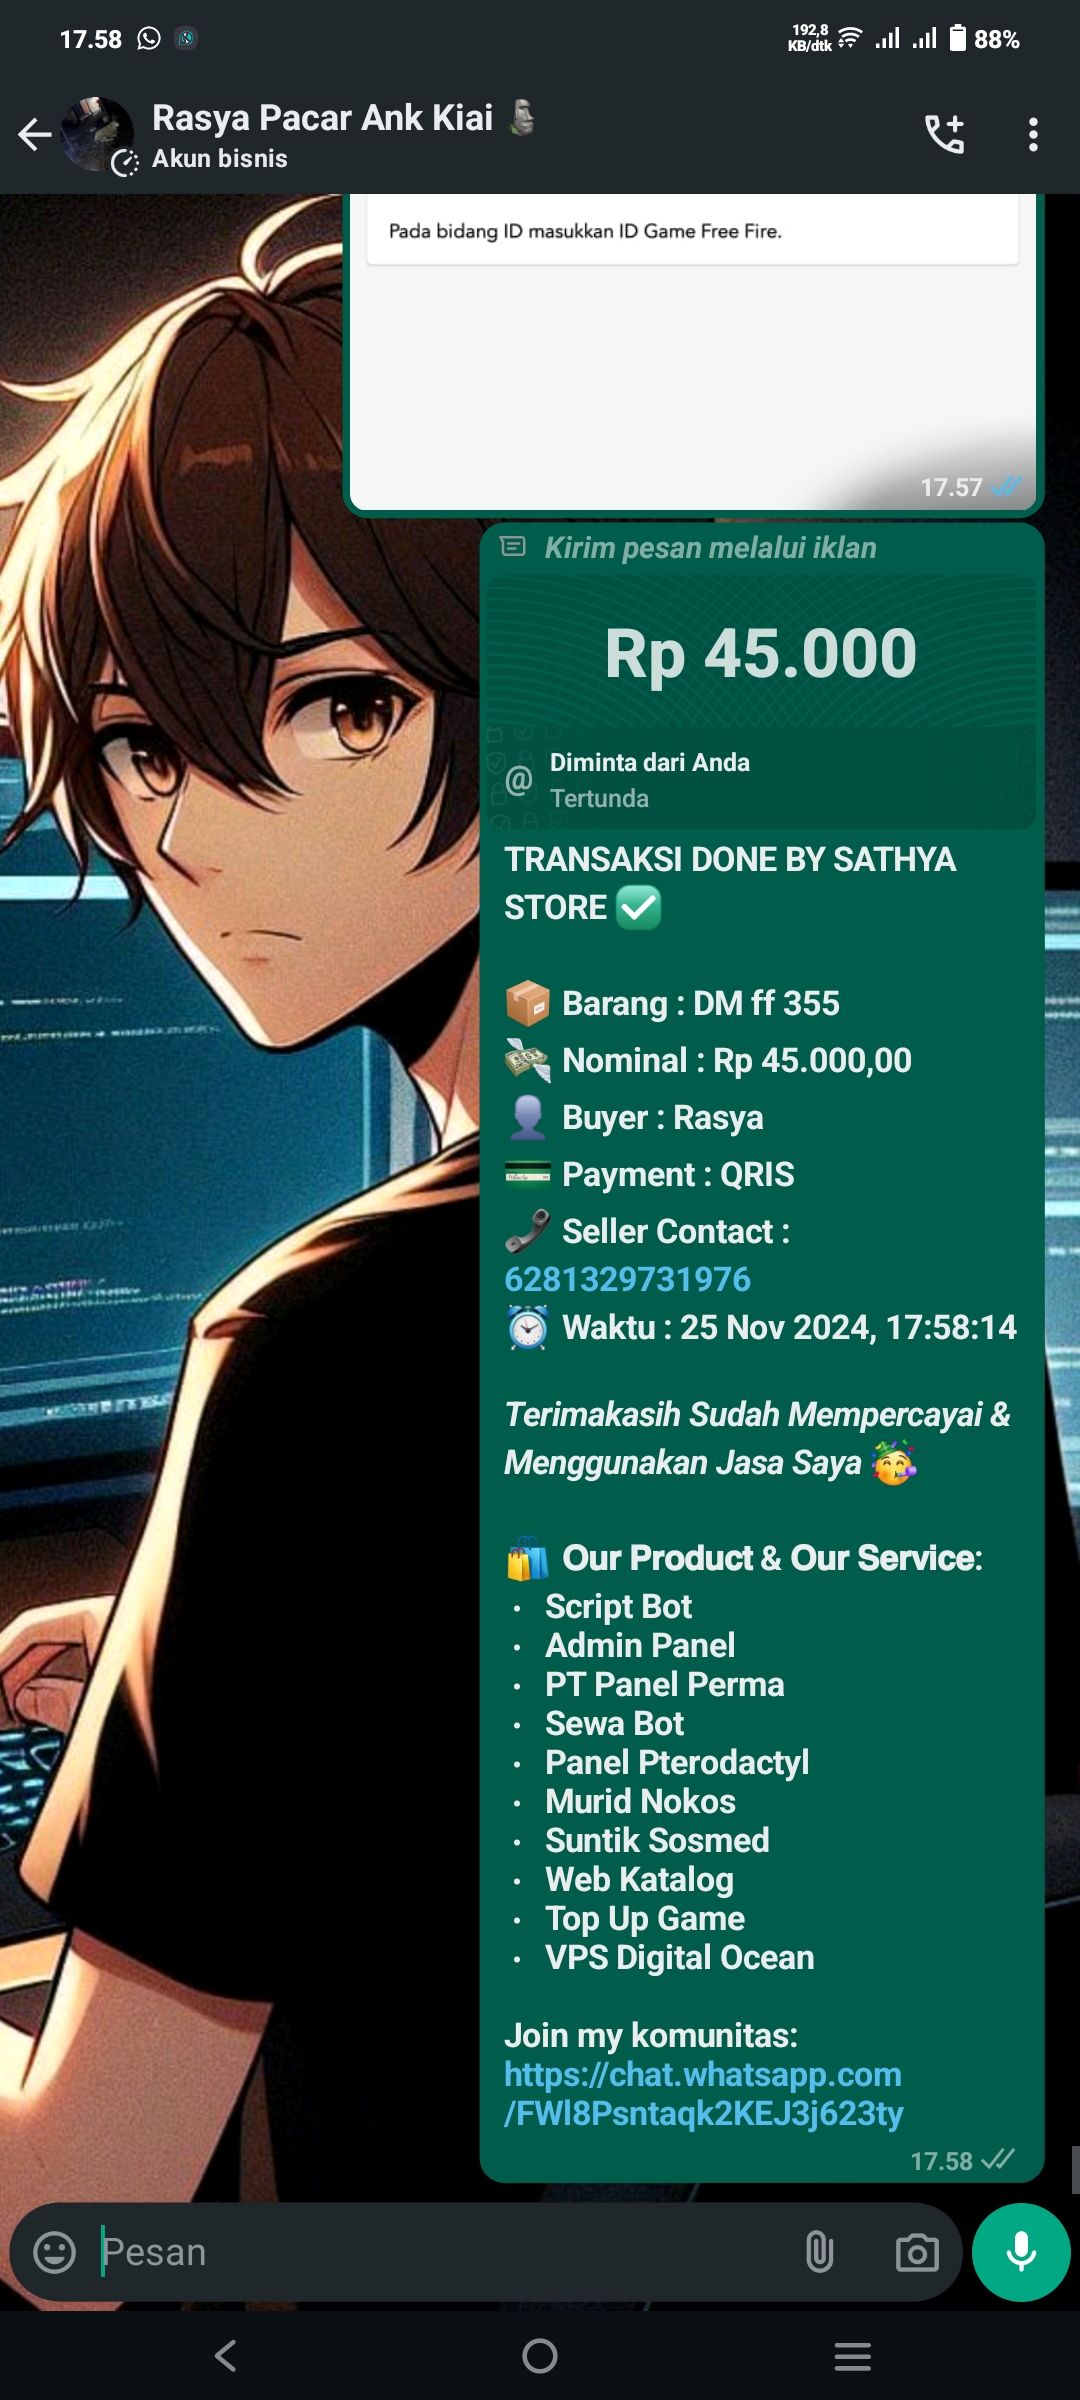 17.58
192,8
KB/dtk
88%
Rasya Pacar Ank Kiai 🗿
Akun bisnis
Pada bidang ID masukkan ID Game Free Fire.
17.57
Kirim pesan melalui iklan
Rp 45.000
@
Diminta dari Anda
Tertunda
TRANSAKSI DONE BY SATHYA
STORE ✅
📦 Barang : DM ff 355
💸 Nominal : Rp 45.000,00
👤 Buyer : Rasya
💳 Payment : QRIS
📞 Seller Contact :
6281329731976
⏰ Waktu : 25 Nov 2024, 17:58:14
Terimakasih Sudah Mempercayai &
Menggunakan Jasa Saya 🥳
🛍️ Our Product & Our Service:
• Script Bot
• Admin Panel
• PT Panel Perma
• Sewa Bot
• Panel Pterodactyl
• Murid Nokos
• Suntik Sosmed
• Web Katalog
• Top Up Game
• VPS Digital Ocean
Join my komunitas:
https://chat.whatsapp.com
/FWl8Psntaqk2KEJ3j623ty
17.58
Pesan